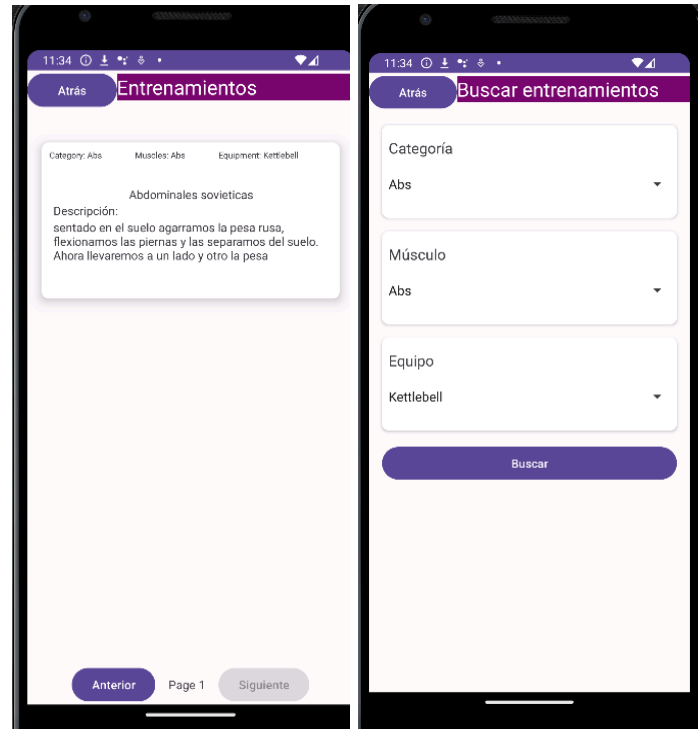 11:34
Atrás Entrenamientos
Category: Abs Muscles: Abs Equipment: Kettlebell
Abdominales sovieticas
Descripción:
sentado en el suelo agarramos la pesa rusa,
flexionamos las piernas y las separamos del suelo.
Ahora llevaremos a un lado y otro la pesa
Anterior Page 1 Siguiente
11:34
Atrás Buscar entrenamientos
Categoría
Abs
Músculo
Abs
Equipo
Kettlebell
Buscar